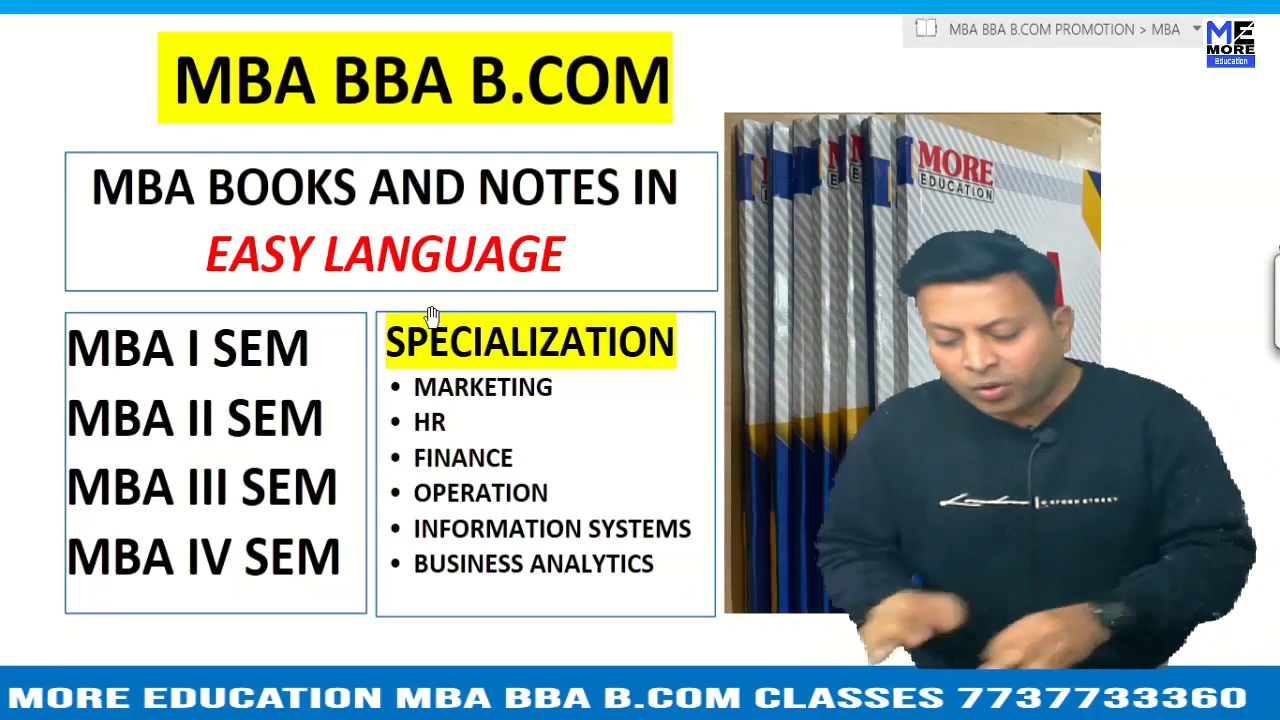 MBA BBA B.COM PROMOTION > MBA
ME
MORE
Education
MBA BBA B.COM
MBA BOOKS AND NOTES IN
EASY LANGUAGE
MBA I SEM
MBA II SEM
MBA III SEM
MBA IV SEM
SPECIALIZATION
• MARKETING
• HR
• FINANCE
• OPERATION
• INFORMATION SYSTEMS
• BUSINESS ANALYTICS
MORE
EDUCATION
MORE EDUCATION MBA BBA B.COM CLASSES 7737733360